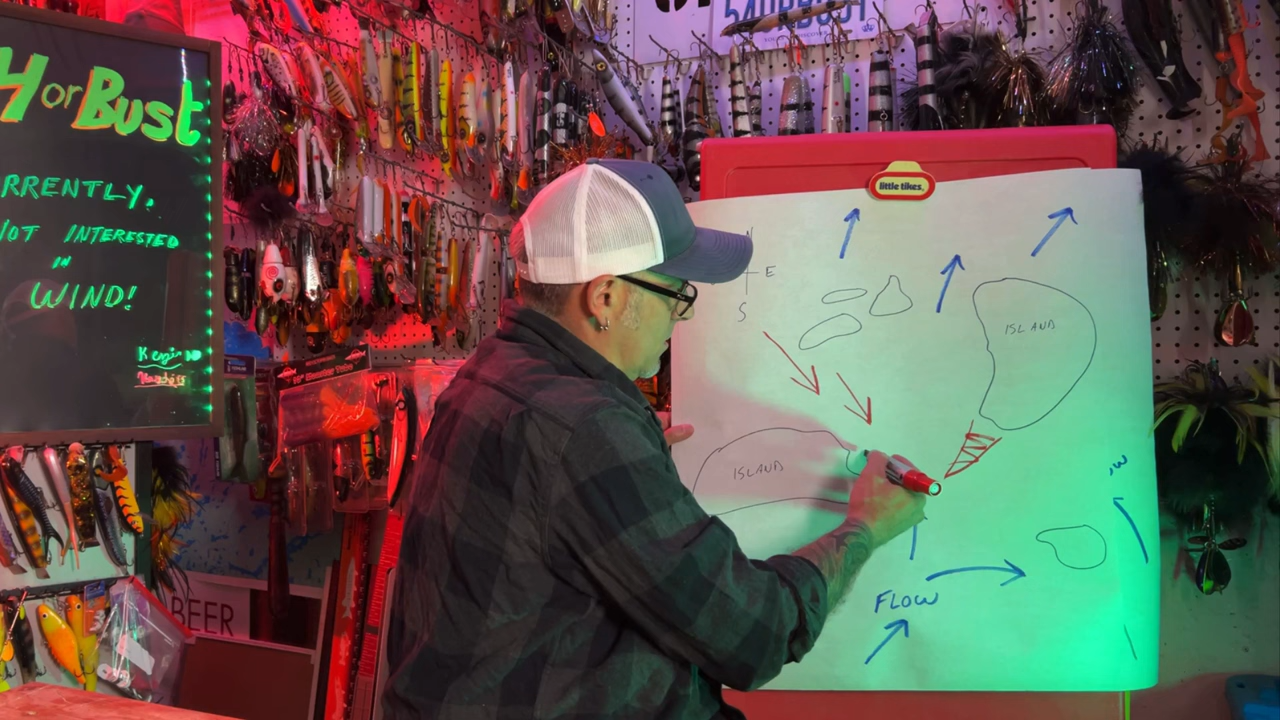 H or Bust
RRENTLY,
NOT INTERESTED
IN
WIND!
little tikes
N
E
S
ISLAND
ISLAND
FLOW
BEER